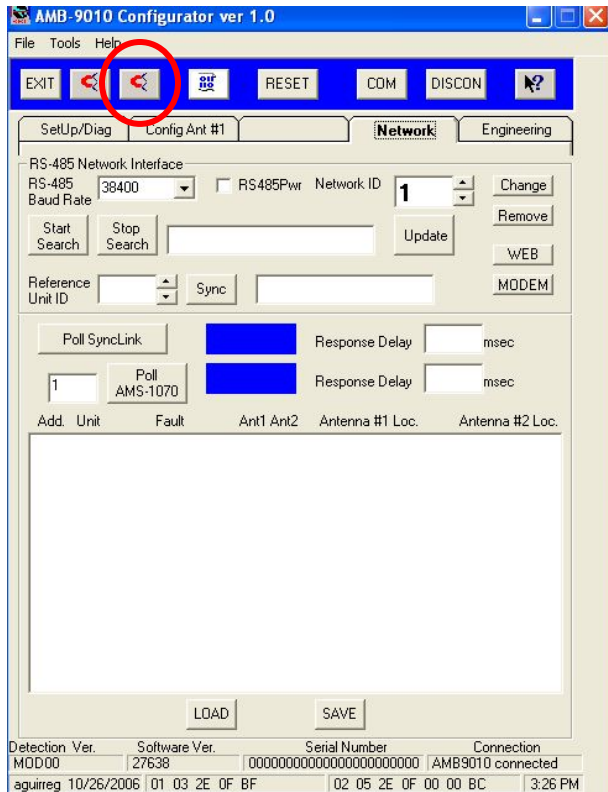 AMB-9010 Configurator ver 1.0
File Tools Help
EXIT RESET COM DISCON
SetUp/Diag Config Ant #1 Network Engineering
RS-485 Network Interface
RS-485 Baud Rate 38400 RS485Pwr Network ID 1 Change
Remove
Start Search Stop Search Update
WEB
Reference Unit ID Sync MODEM
Poll SyncLink Response Delay msec
1 Poll AMS-1070 Response Delay msec
Add. Unit Fault Ant1 Ant2 Antenna #1 Loc. Antenna #2 Loc.
LOAD SAVE
Detection Ver. Software Ver. Serial Number Connection
MOD00 27638 00000000000000000000 AMB9010 connected
aguirreg 10/26/2006 01 03 2E 0F BF 02 05 2E 0F 00 00 BC 3:26 PM